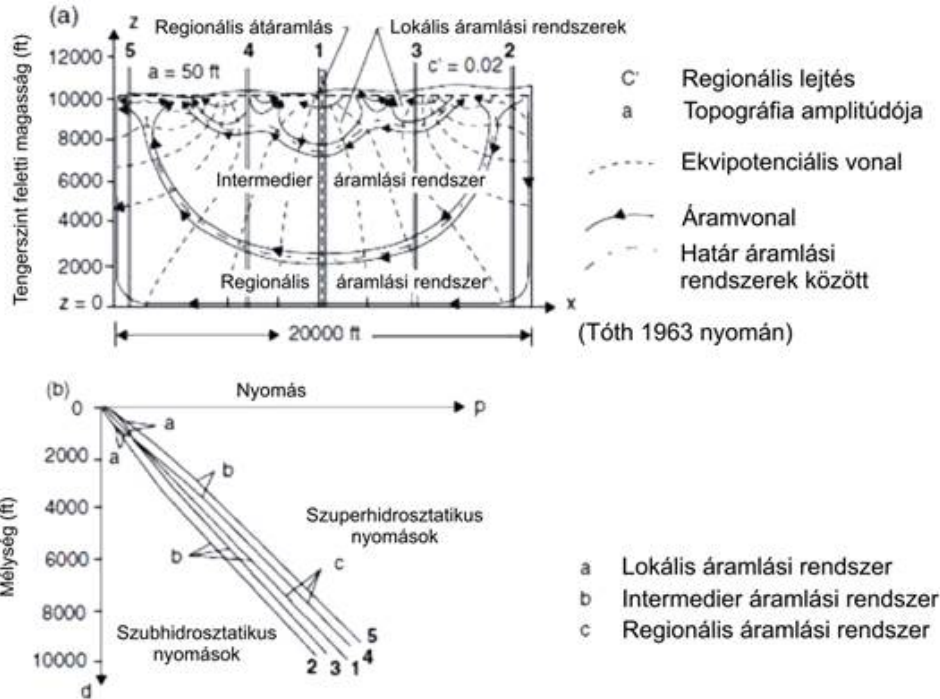 (a)
z
Regionális átáramlás
Lokális áramlási rendszerek
5
4
1
3
2
a = 50 ft
c' = 0.02
Tengerszint feletti magasság (ft)
12000
10000
8000
6000
4000
2000
z = 0
Intermedier áramlási rendszer
Regionális áramlási rendszer
x
20000 ft
C' Regionális lejtés
a Topográfia amplitúdója
Ekvipotenciális vonal
Áramvonal
Határ áramlási
rendszerek között
(Tóth 1963 nyomán)
(b)
Nyomás
p
0
2000
4000
6000
8000
10000
d
Mélység (ft)
a
a
b
b
c
Szuperhidrosztatikus
nyomások
Szubhidrosztatikus
nyomások
5
4
2
3
1
a Lokális áramlási rendszer
b Intermedier áramlási rendszer
c Regionális áramlási rendszer